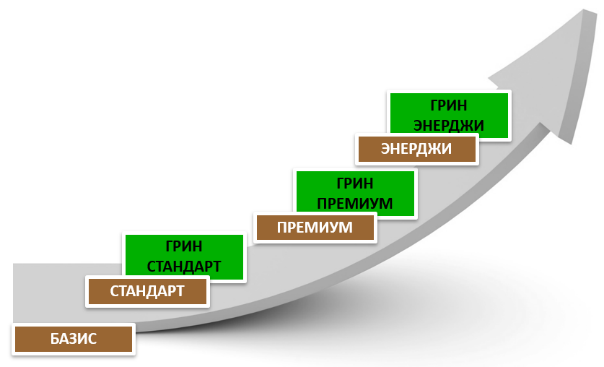 ГРИН
ЭНЕРДЖИ
ЭНЕРДЖИ
ГРИН
ПРЕМИУМ
ПРЕМИУМ
ГРИН
СТАНДАРТ
СТАНДАРТ
БАЗИС